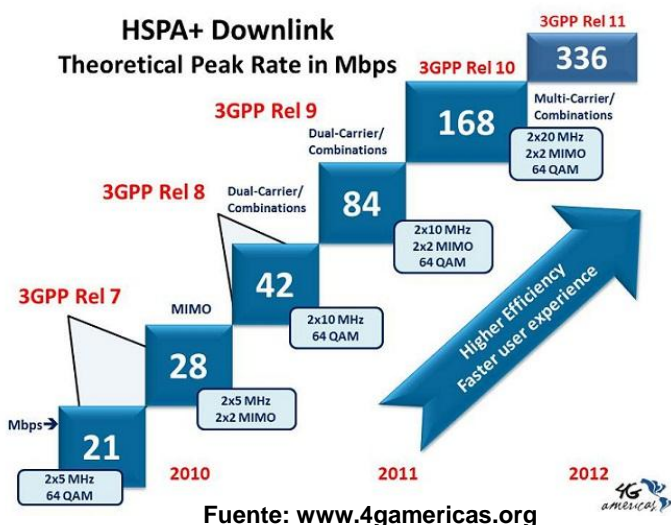 HSPA+ Downlink
Theoretical Peak Rate in Mbps
3GPP Rel 11
336
3GPP Rel 10
168
Multi-Carrier/
Combinations
2x20 MHz
2x2 MIMO
64 QAM
3GPP Rel 9
Dual-Carrier/
Combinations
84
2x10 MHz
2x2 MIMO
64 QAM
3GPP Rel 8
Dual-Carrier/
Combinations
42
2x10 MHz
64 QAM
3GPP Rel 7
MIMO
28
2x5 MHz
2x2 MIMO
Mbps→
21
2x5 MHz
64 QAM
Higher Efficiency
Faster user experience
2010
2011
2012
4G
americas
Fuente: www.4gamericas.org